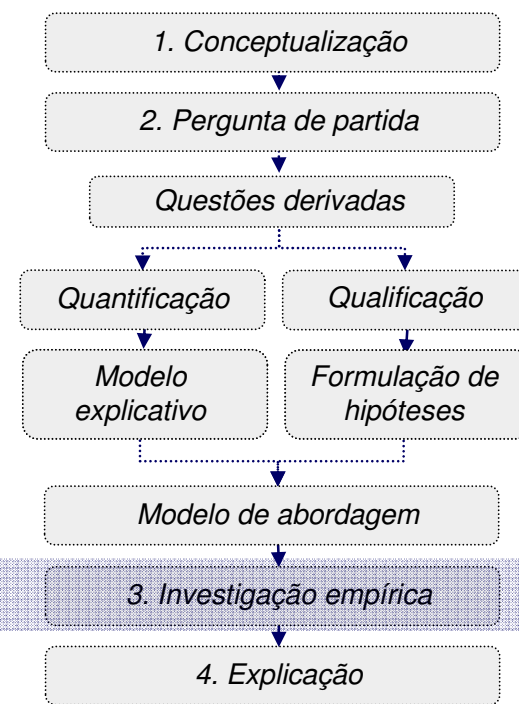 1. Conceptualização
2. Pergunta de partida
Questões derivadas
Quantificação
Qualificação
Modelo
explicativo
Formulação de
hipóteses
Modelo de abordagem
3. Investigação empírica
4. Explicação